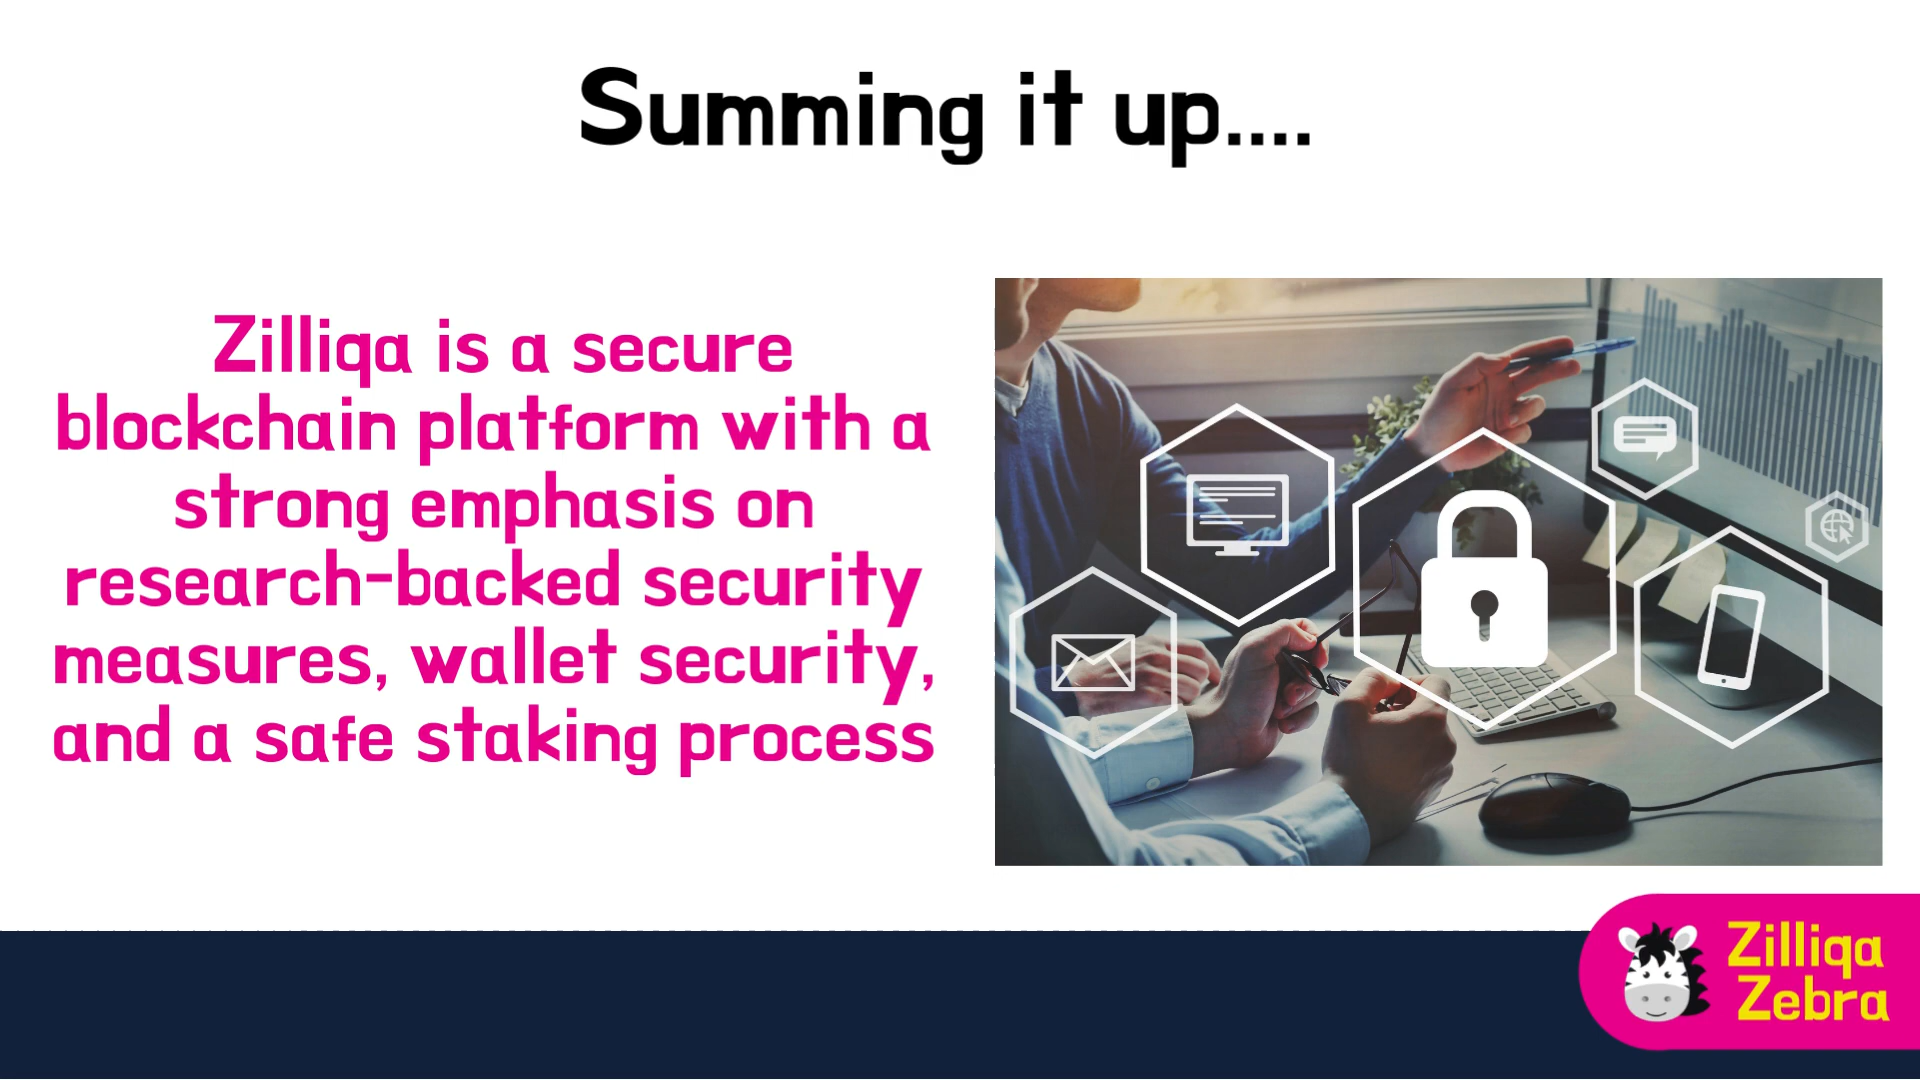 Summing it up....
Zilliqa is a secure
blockchain platform with a
strong emphasis on
research-backed security
measures, wallet security,
and a safe staking process
Zilliqa
Zebra